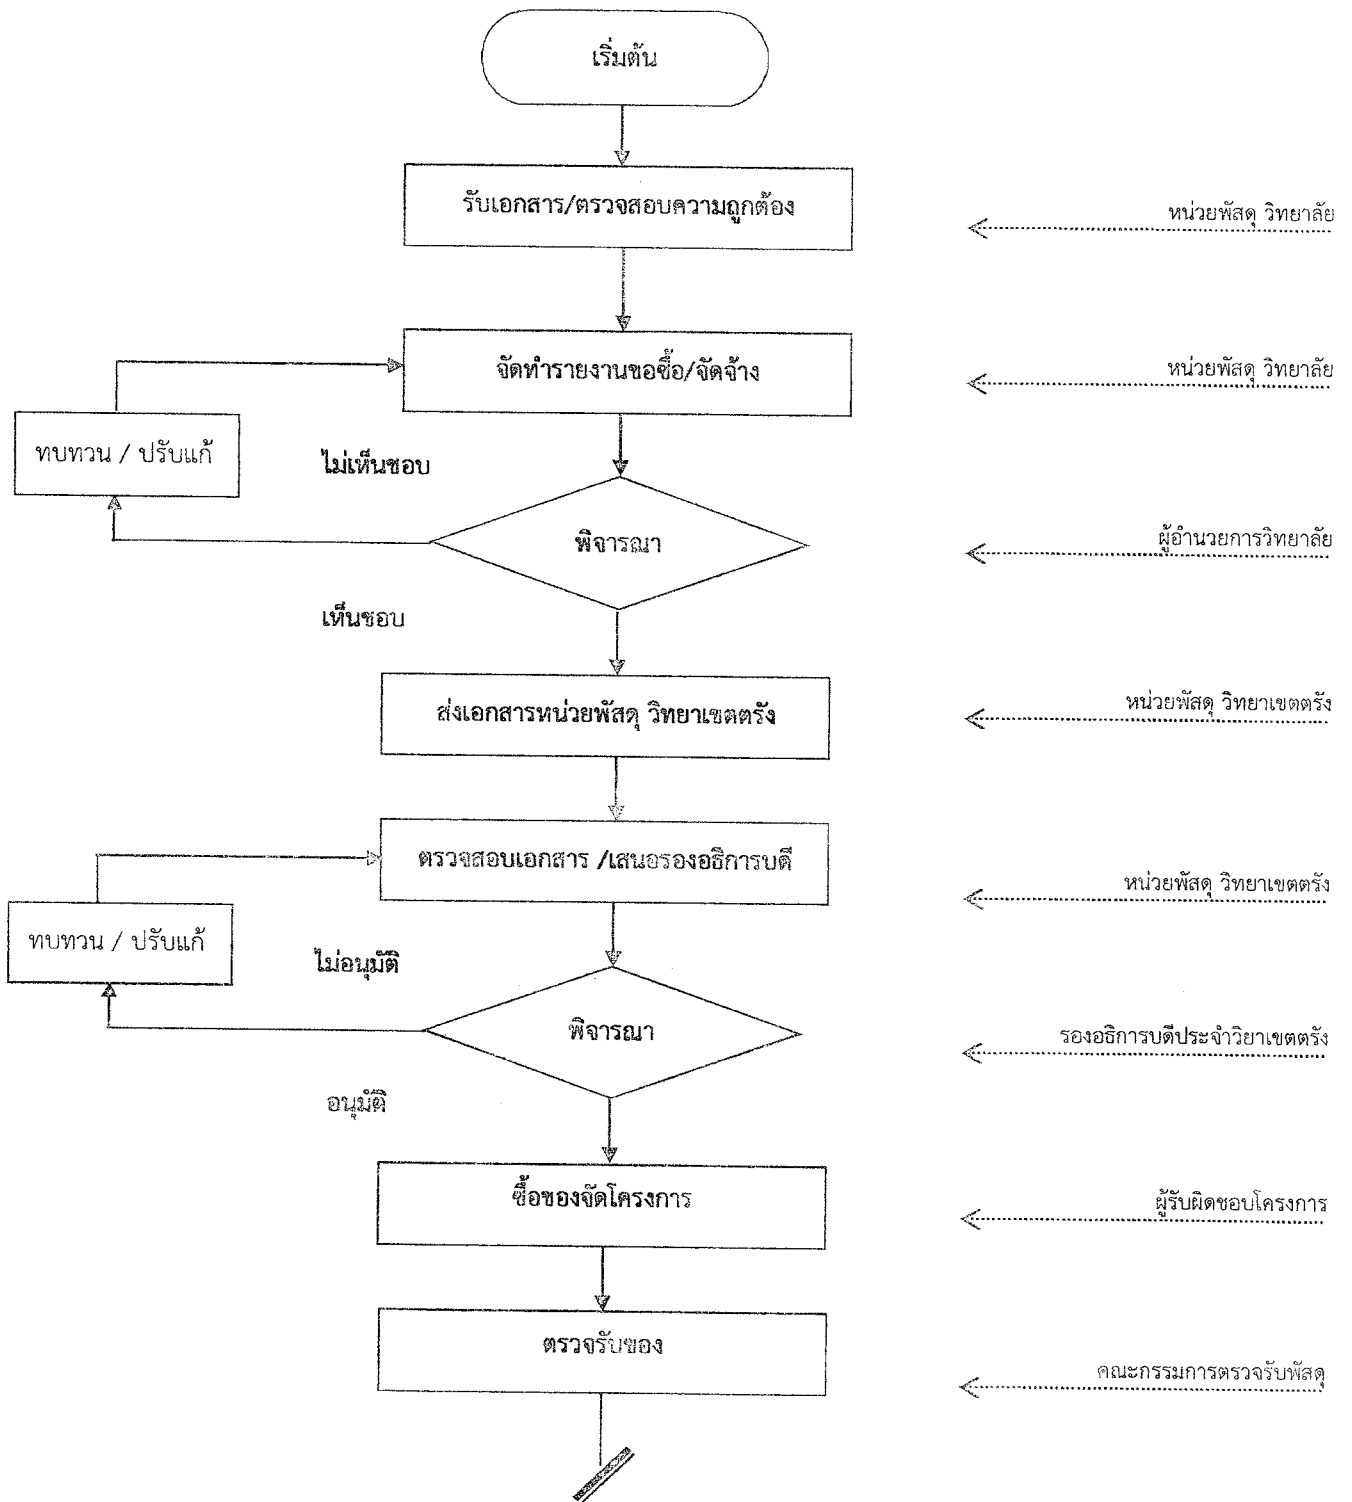 เริ่มต้น
รับเอกสาร/ตรวจสอบความถูกต้อง
หน่วยพัสดุ วิทยาลัย
จัดทำรายงานขอซื้อ/จัดจ้าง
หน่วยพัสดุ วิทยาลัย
ทบทวน / ปรับแก้
ไม่เห็นชอบ
พิจารณา
ผู้อำนวยการวิทยาลัย
เห็นชอบ
ส่งเอกสารหน่วยพัสดุ วิทยาเขตตรัง
หน่วยพัสดุ วิทยาเขตตรัง
ตรวจสอบเอกสาร /เสนอรองอธิการบดี
หน่วยพัสดุ วิทยาเขตตรัง
ทบทวน / ปรับแก้
ไม่อนุมัติ
พิจารณา
รองอธิการบดีประจำวิยาเขตตรัง
อนุมัติ
ซื้อของจัดโครงการ
ผู้รับผิดชอบโครงการ
ตรวจรับของ
คณะกรรมการตรวจรับพัสดุ